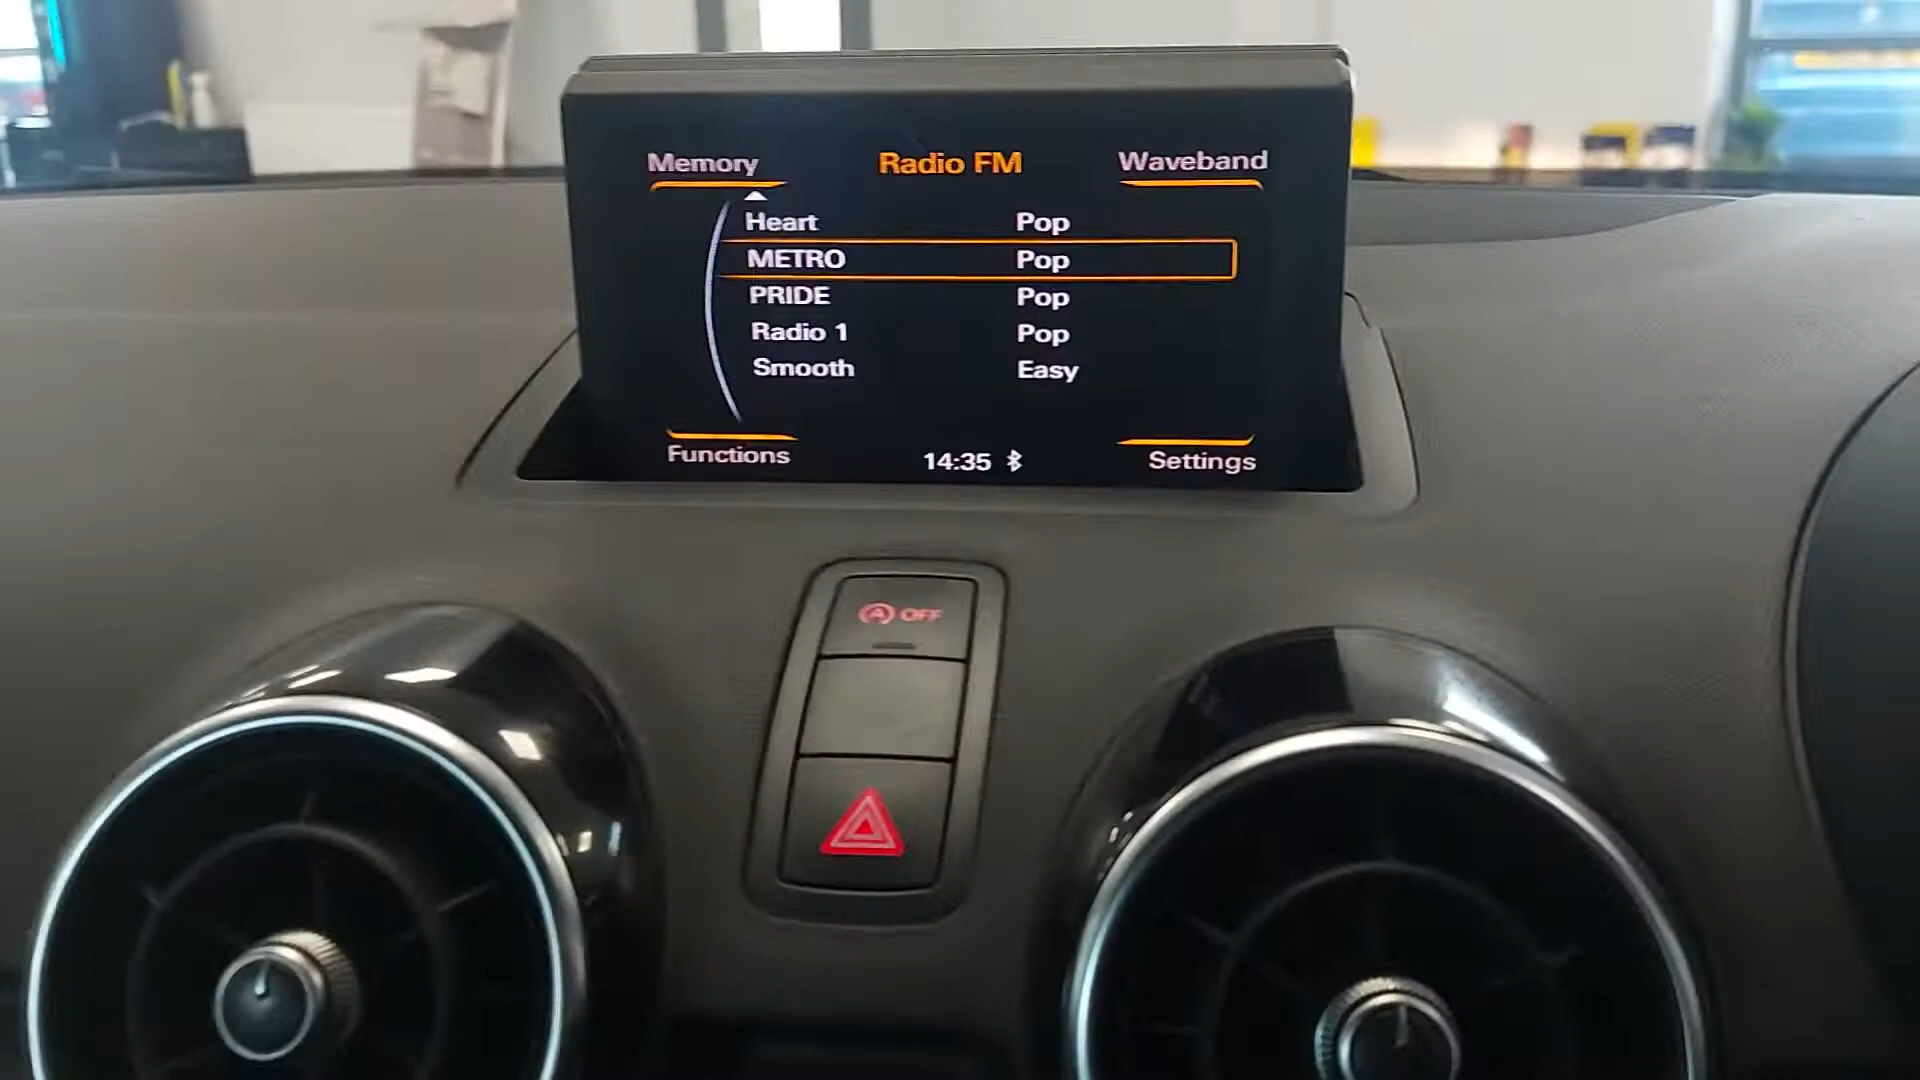 Memory Radio FM Waveband
Heart Pop
METRO Pop
PRIDE Pop
Radio 1 Pop
Smooth Easy
Functions 14:35 Settings
A OFF